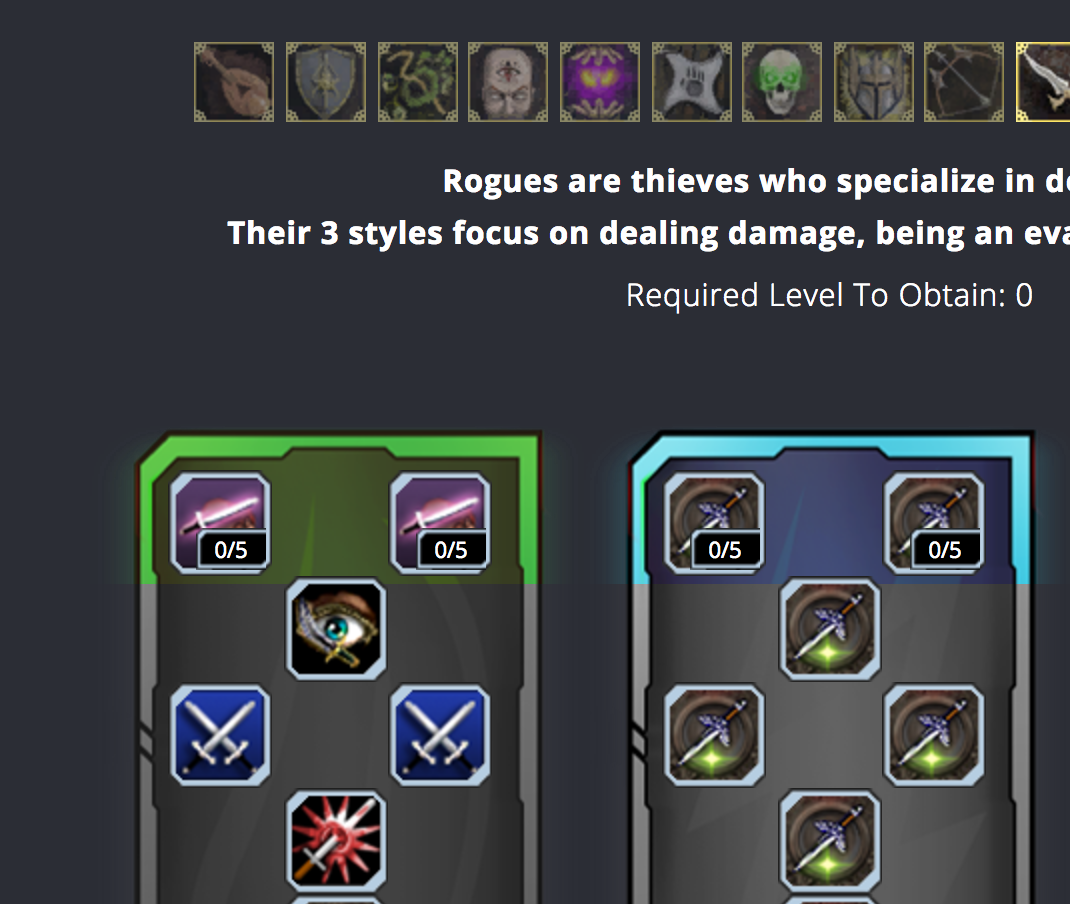 Rogues are thieves who specialize in
Their 3 styles focus on dealing damage, being an
Required Level To Obtain: 0
0/5
0/5
0/5
0/5